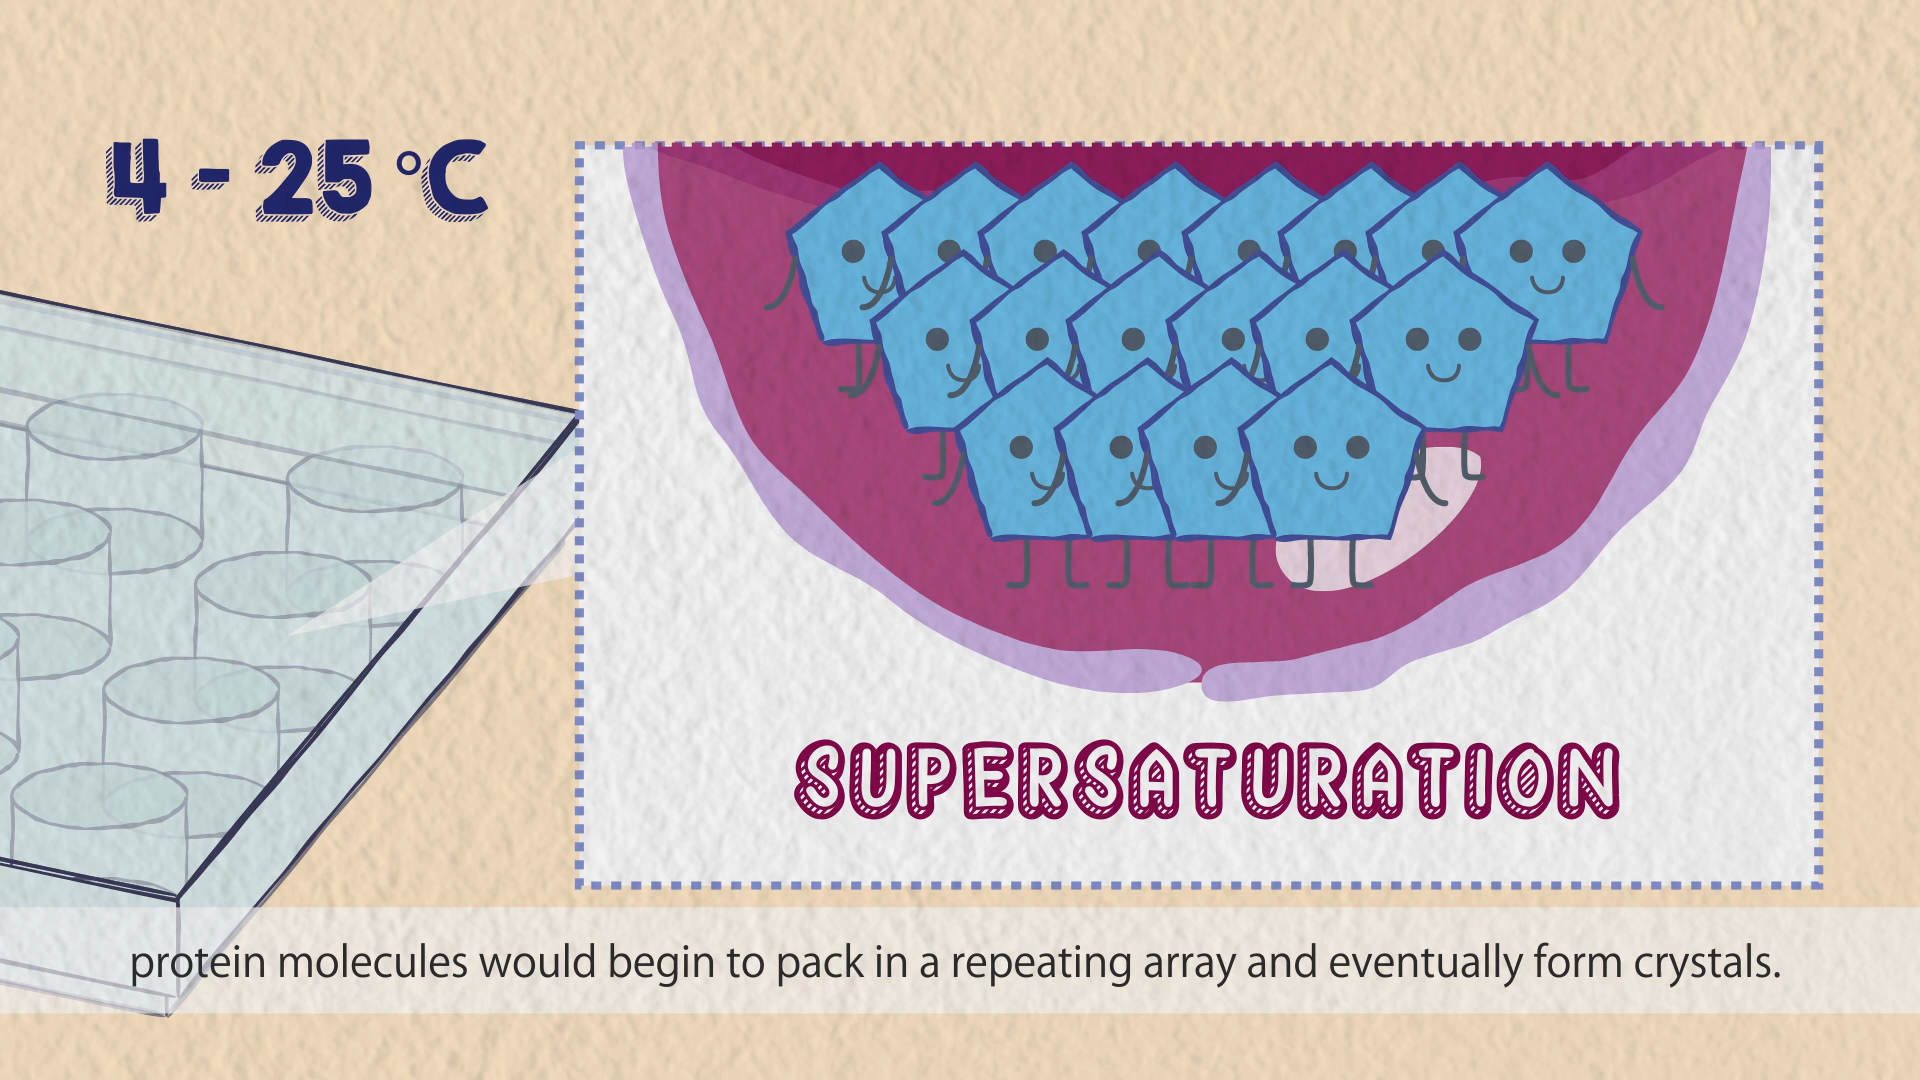 4 - 25 °C
SUPERSATURATION
protein molecules would begin to pack in a repeating array and eventually form crystals.